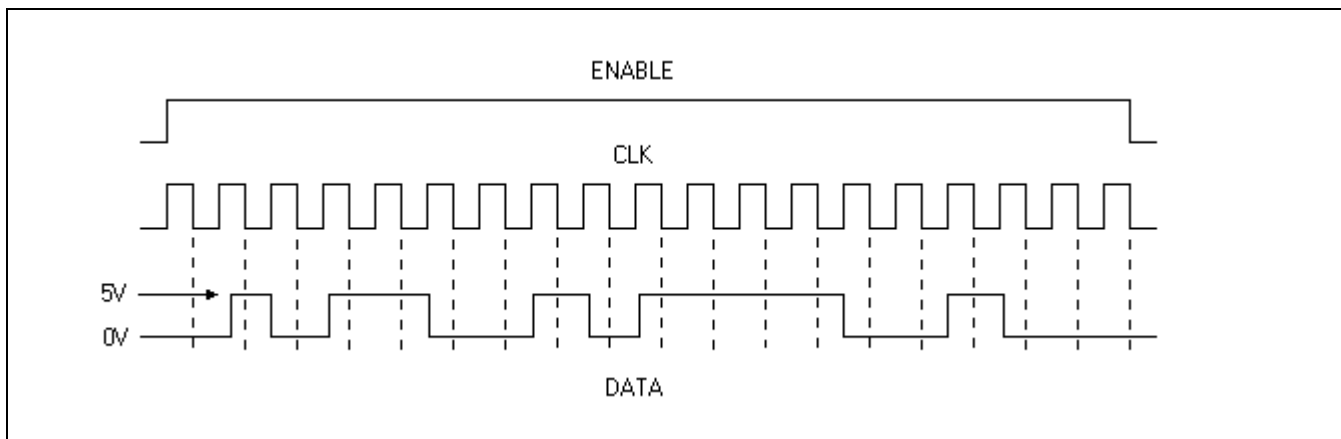 ENABLE
CLK
5V
0V
DATA